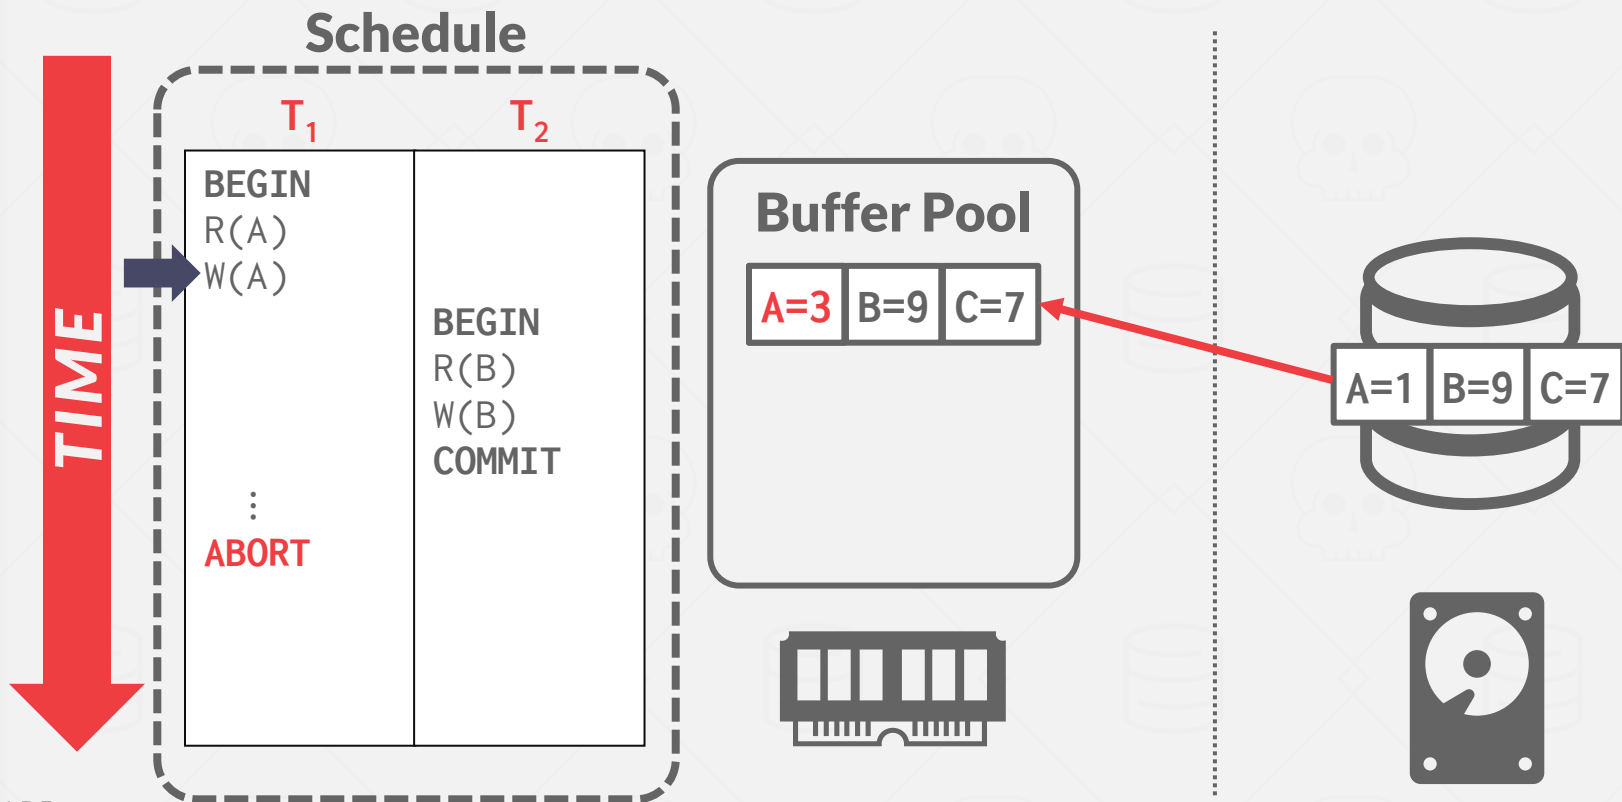 Schedule
TIME
T₁ T₂
BEGIN
R(A)
W(A)
BEGIN
R(B)
W(B)
COMMIT
⋮
ABORT
Buffer Pool
A=3 B=9 C=7
A=1 B=9 C=7